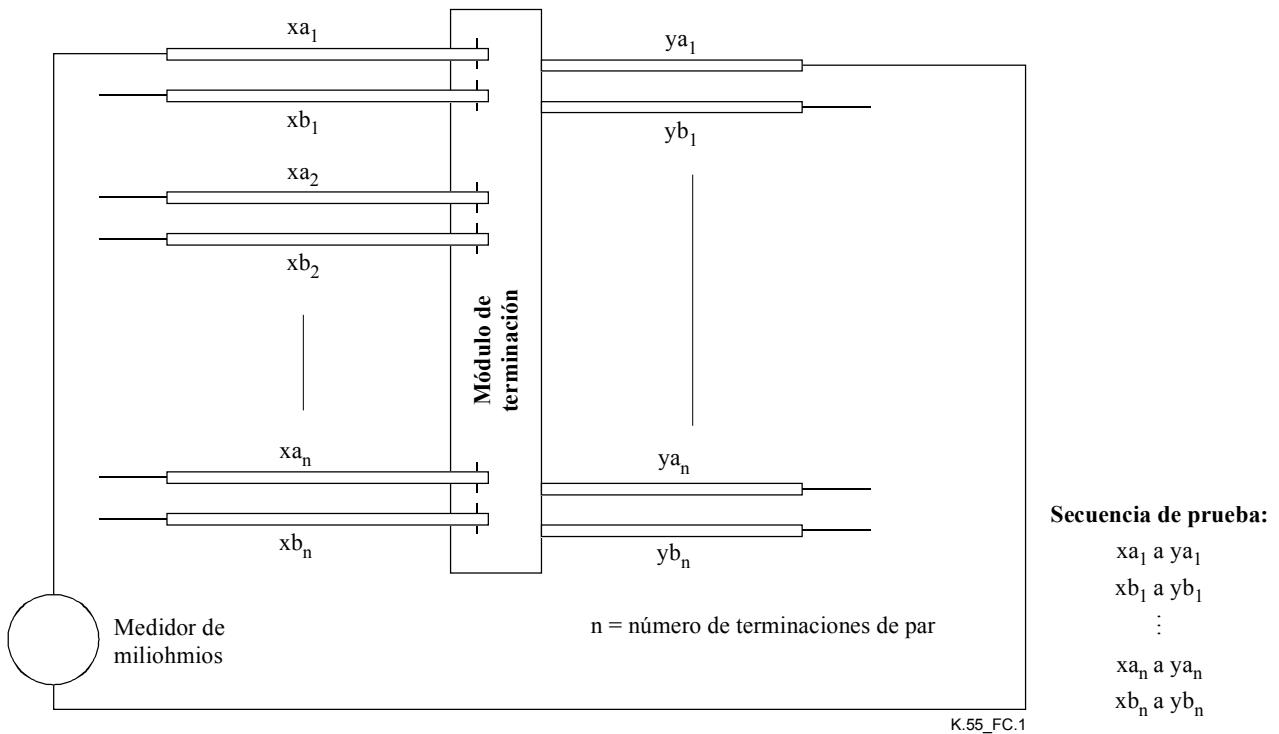 xa1
ya1
xb1
yb1
xa2
xb2
Módulo de
terminación
xan
yan
xbn
ybn
Secuencia de prueba:
xa1 a ya1
xb1 a yb1
⋮
xan a yan
xbn a ybn
Medidor de
miliohmios
n = número de terminaciones de par
K.55_FC.1